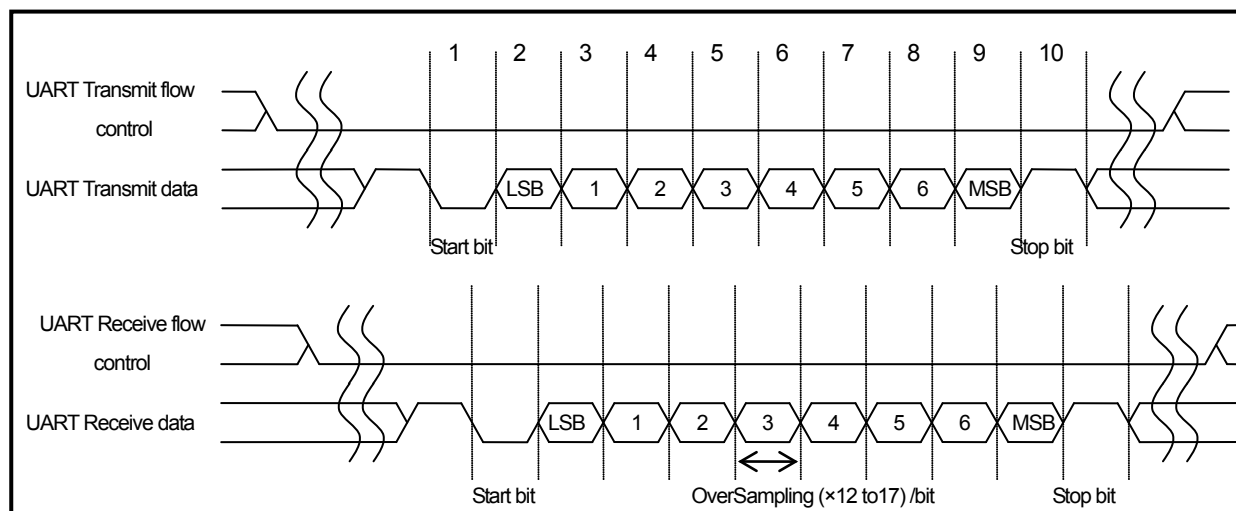 1 2 3 4 5 6 7 8 9 10
UART Transmit flow
control
UART Transmit data
LSB 1 2 3 4 5 6 MSB
Start bit Stop bit
UART Receive flow
control
UART Receive data
LSB 1 2 3 4 5 6 MSB
Start bit OverSampling (×12 to17) /bit Stop bit